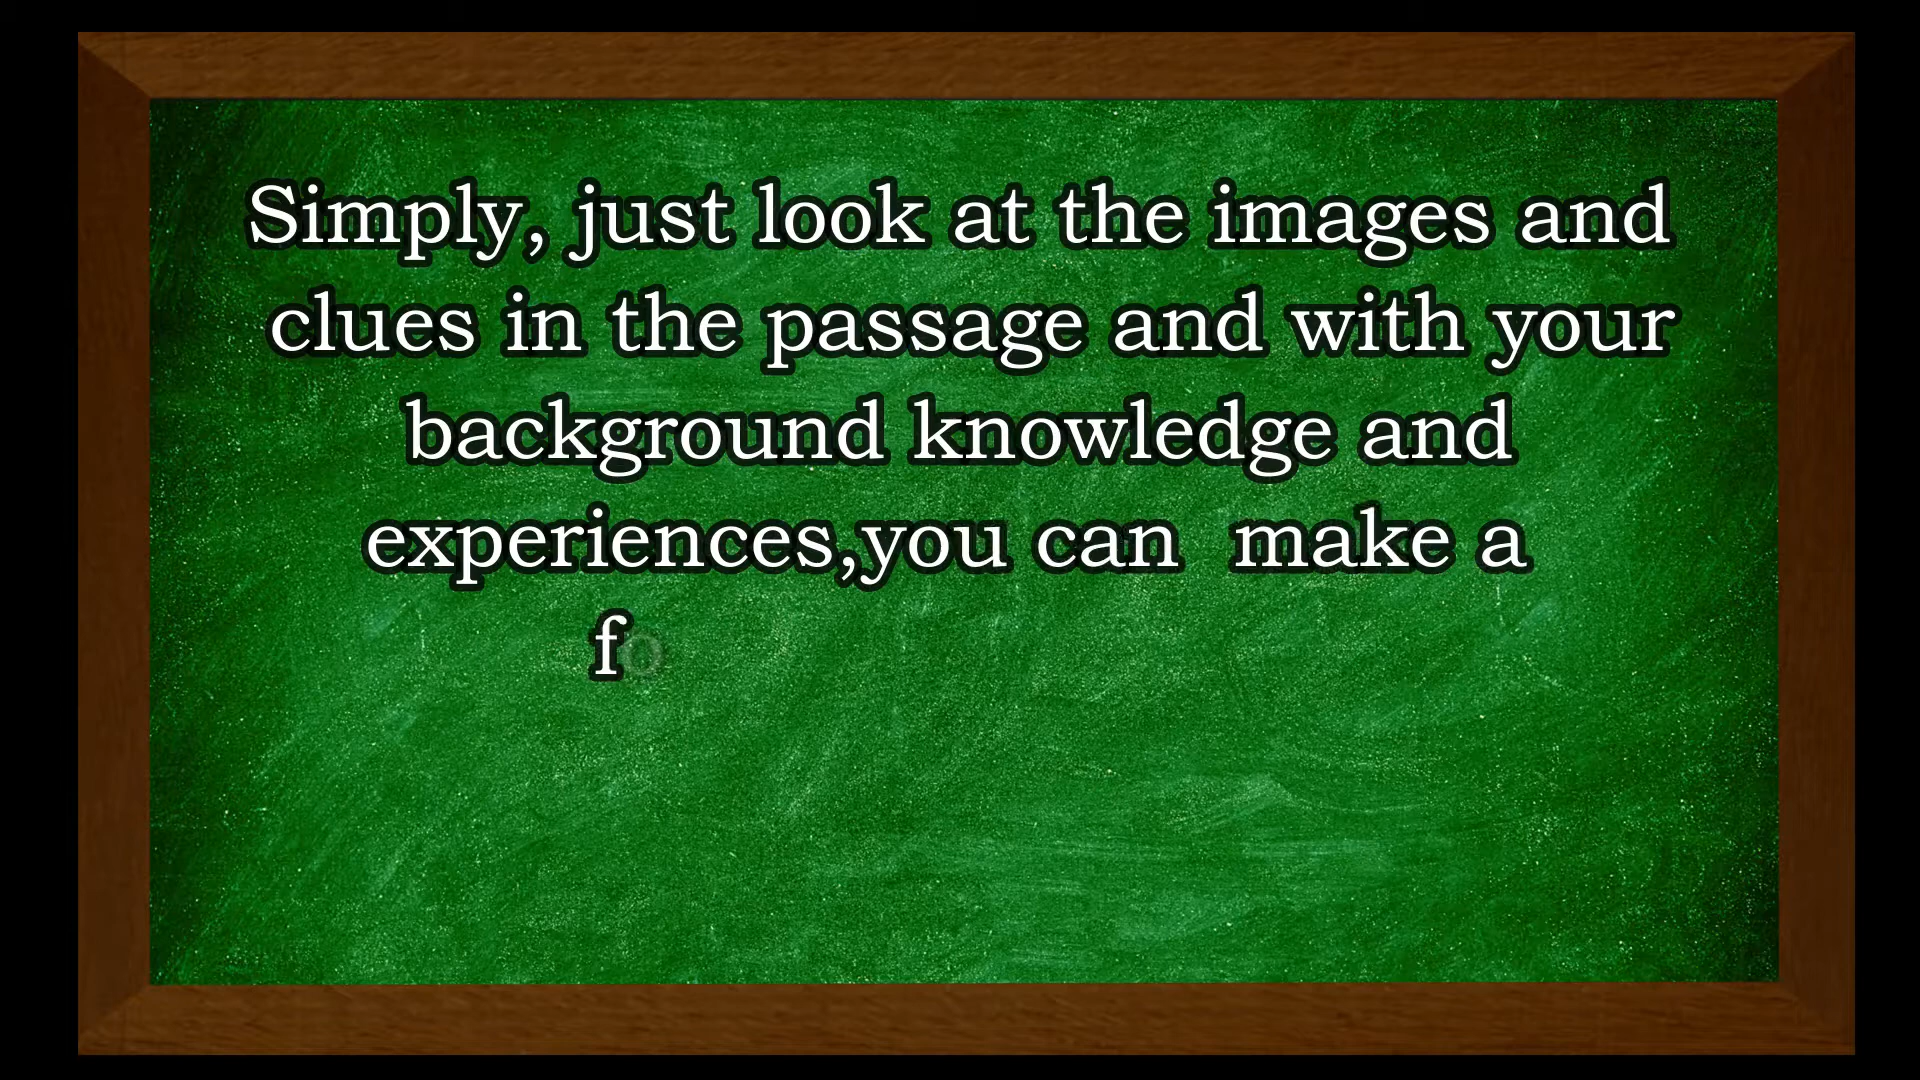 Simply, just look at the images and
clues in the passage and with your
background knowledge and
experiences,you can  make a
fo